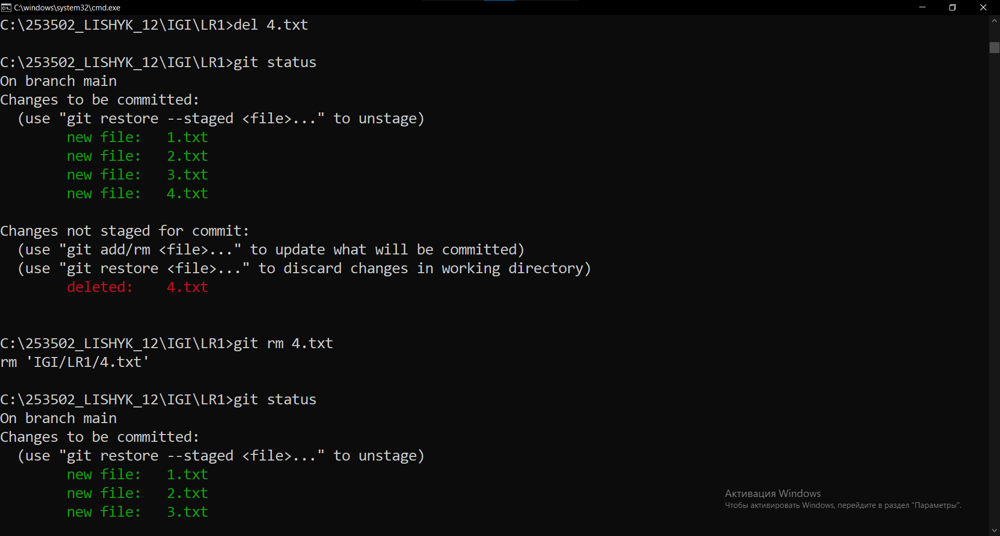 C:\windows\system32\cmd.exe
C:\253502_LISHYK_12\IGI\LR1>del 4.txt
C:\253502_LISHYK_12\IGI\LR1>git status
On branch main
Changes to be committed:
  (use "git restore --staged <file>..." to unstage)
        new file:   1.txt
        new file:   2.txt
        new file:   3.txt
        new file:   4.txt
Changes not staged for commit:
  (use "git add/rm <file>..." to update what will be committed)
  (use "git restore <file>..." to discard changes in working directory)
        deleted:    4.txt
C:\253502_LISHYK_12\IGI\LR1>git rm 4.txt
rm 'IGI/LR1/4.txt'
C:\253502_LISHYK_12\IGI\LR1>git status
On branch main
Changes to be committed:
  (use "git restore --staged <file>..." to unstage)
        new file:   1.txt
        new file:   2.txt
        new file:   3.txt
Активация Windows
Чтобы активировать Windows, перейдите в раздел "Параметры".